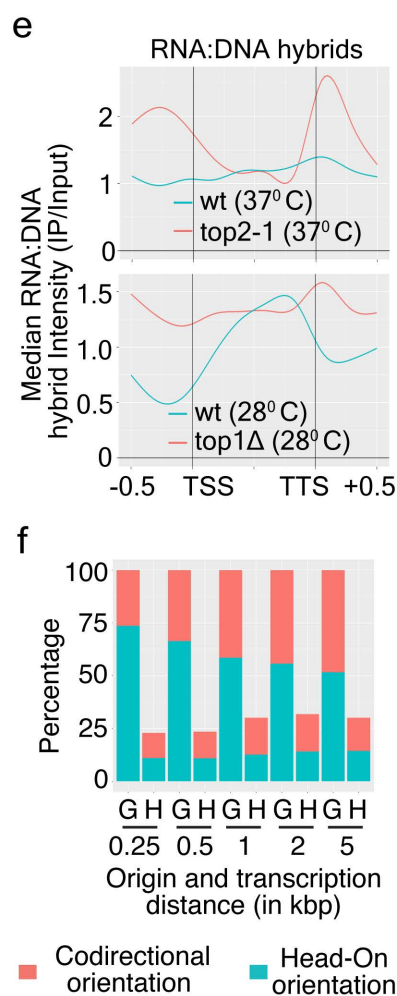 e
RNA:DNA hybrids
Median RNA:DNA
hybrid Intensity (IP/Input)
2
1
0
wt (37⁰ C)
top2-1 (37⁰ C)
1.5
1.0
0.5
0
wt (28⁰ C)
top1Δ (28⁰ C)
-0.5 TSS TTS +0.5
f
Percentage
100
75
50
25
0
G H G H G H G H G H
0.25 0.5 1 2 5
Origin and transcription
distance (in kbp)
Codirectional
orientation
Head-On
orientation